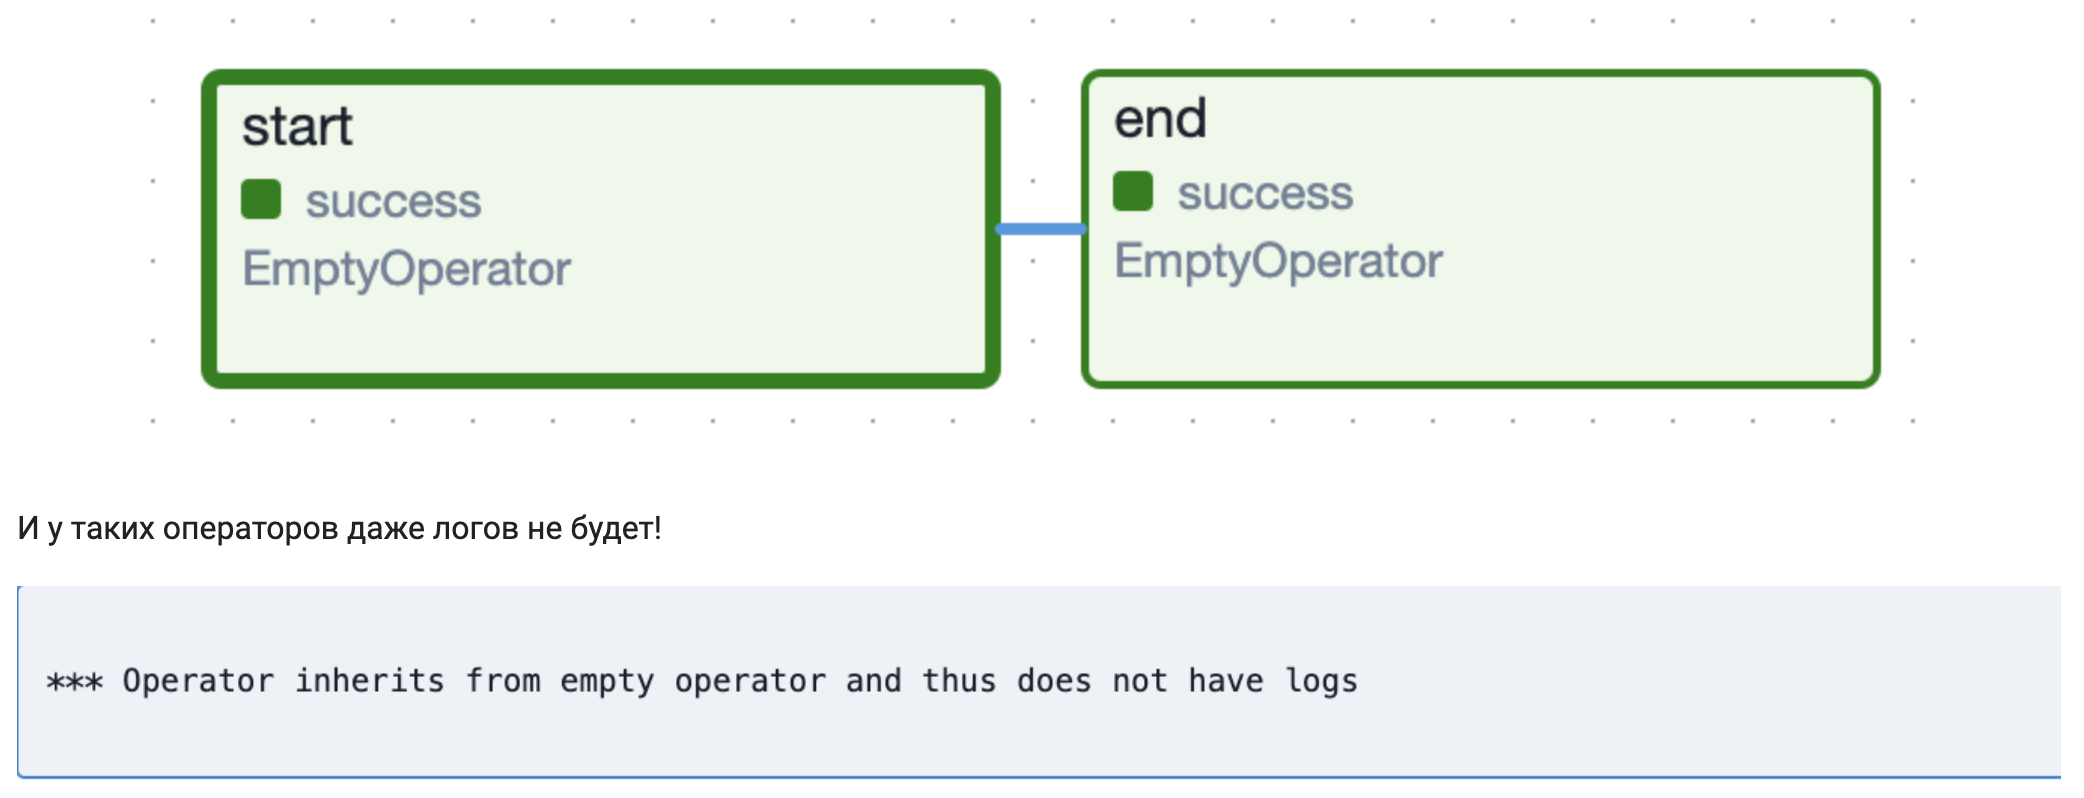 start
success
EmptyOperator
end
success
EmptyOperator
И у таких операторов даже логов не будет!
*** Operator inherits from empty operator and thus does not have logs